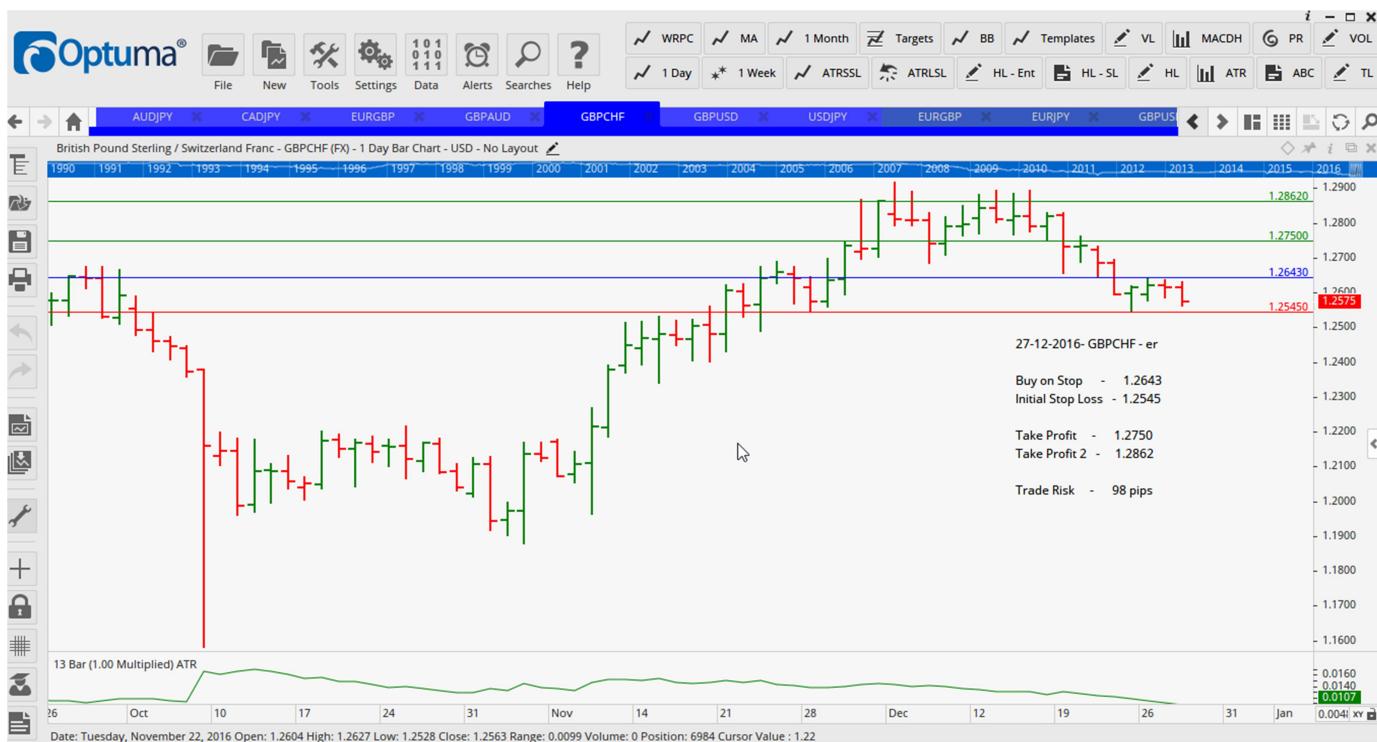 i
Optuma®
File New Tools Settings Data Alerts Searches Help
101
010
111
WRPC MA 1 Month Targets BB Templates VL MACDH PR VOL
1 Day 1 Week ATRSSL ATRLSL HL - Ent HL - SL HL ATR ABC TL
AUDJPY CADJPY EURGBP GBPAUD GBPCHF GBPUSD USDJPY EURGBP EURJPY GBPUS
British Pound Sterling / Switzerland Franc - GBPCHF (FX) - 1 Day Bar Chart - USD - No Layout
1990 1991 1992 1993 1994 1995 1996 1997 1998 1999 2000 2001 2002 2003 2004 2005 2006 2007 2008 2009 2010 2011 2012 2013 2014 2015 2016
1.2900
1.28620
1.2800
1.27500
1.2700
1.26430
1.2600
1.2575
1.25450
1.2500
27-12-2016- GBPCHF - er
1.2400
Buy on Stop - 1.2643
Initial Stop Loss - 1.2545
1.2300
Take Profit - 1.2750
1.2200
Take Profit 2 - 1.2862
1.2100
Trade Risk - 98 pips
1.2000
1.1900
1.1800
1.1700
1.1600
13 Bar (1.00 Multiplied) ATR
0.0160
0.0140
0.0107
26 Oct 10 17 24 31 Nov 14 21 28 Dec 12 19 26 31 Jan
0.004 XY
Date: Tuesday, November 22, 2016 Open: 1.2604 High: 1.2627 Low: 1.2528 Close: 1.2563 Range: 0.0099 Volume: 0 Position: 6984 Cursor Value : 1.22